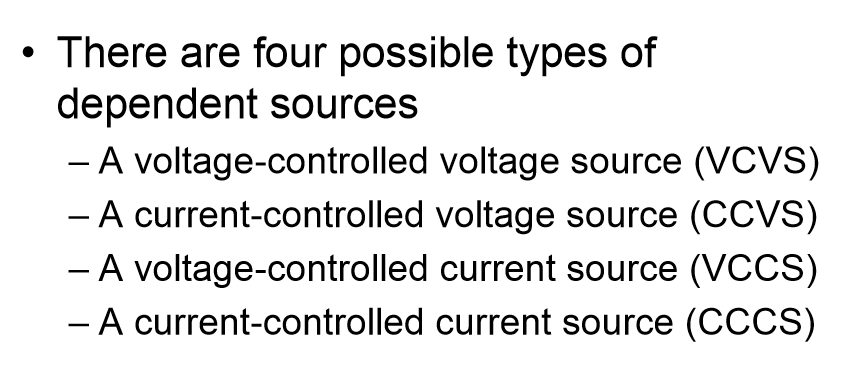 • There are four possible types of
dependent sources
– A voltage-controlled voltage source (VCVS)
– A current-controlled voltage source (CCVS)
– A voltage-controlled current source (VCCS)
– A current-controlled current source (CCCS)